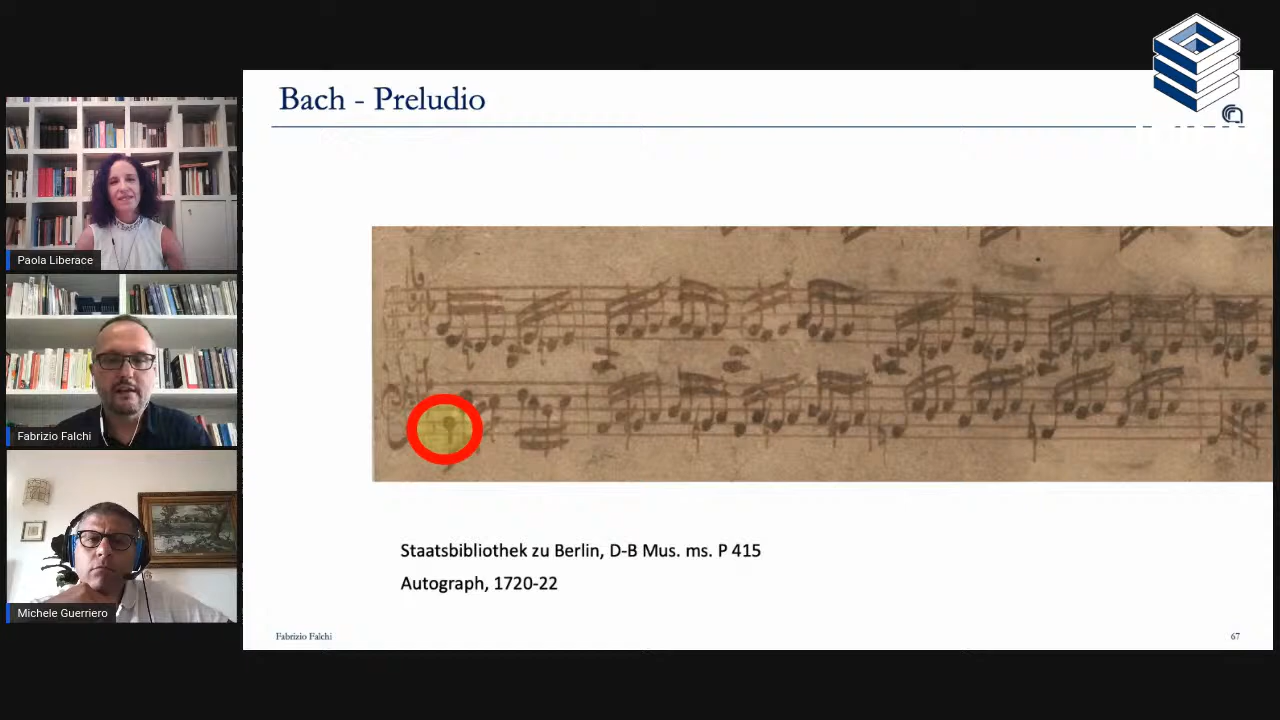 Bach - Preludio
Paola Liberace
Fabrizio Falchi
Michele Guerriero
Staatsbibliothek zu Berlin, D-B Mus. ms. P 415
Autograph, 1720-22
Fabrizio Falchi
67